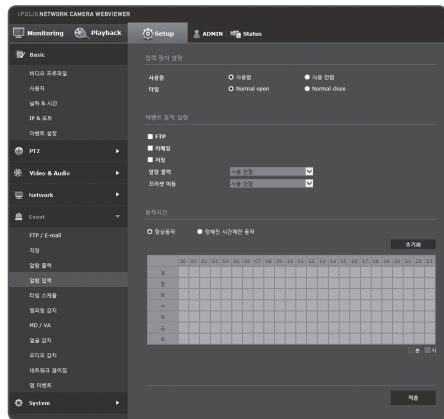 iPOLiS NETWORK CAMERA WEBVIEWER
Monitoring Playback Setup ADMIN Status
Basic
비디오 프로파일
사용자
날짜 & 시간
IP & 포트
이벤트 설정
PTZ
Video & Audio
Network
Event
FTP / E-mail
저장
알람 출력
알람 입력
타임 스케줄
탬퍼링 감지
MD / VA
얼굴 감지
오디오 감지
네트워크 끊어짐
앱 이벤트
System
입력 장치 설정
사용함 사용함 사용 안함
타입 Normal open Normal close
이벤트 동작 설정
FTP
이메일
저장
알람 출력 사용 안함
프리셋 이동 사용 안함
동작시간
항상동작 정해진 시간에만 동작
초기화
00 01 02 03 04 05 06 07 08 09 10 11 12 13 14 15 16 17 18 19 20 21 22 23
일
월
화
수
목
금
토
분 시
적용